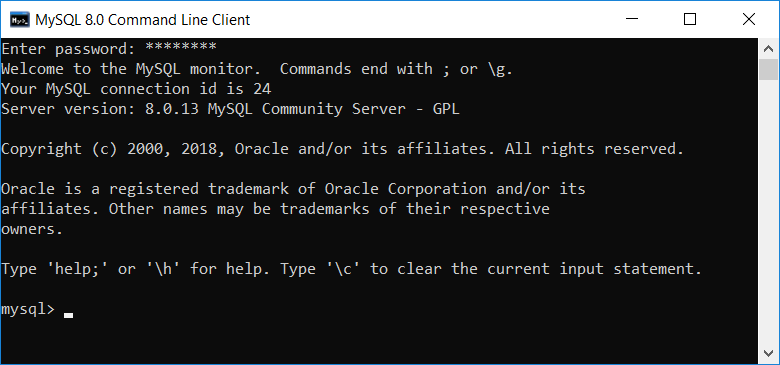 MySQL 8.0 Command Line Client
Enter password: ********
Welcome to the MySQL monitor.  Commands end with ; or \g.
Your MySQL connection id is 24
Server version: 8.0.13 MySQL Community Server - GPL
Copyright (c) 2000, 2018, Oracle and/or its affiliates. All rights reserved.
Oracle is a registered trademark of Oracle Corporation and/or its
affiliates. Other names may be trademarks of their respective
owners.
Type 'help;' or '\h' for help. Type '\c' to clear the current input statement.
mysql>